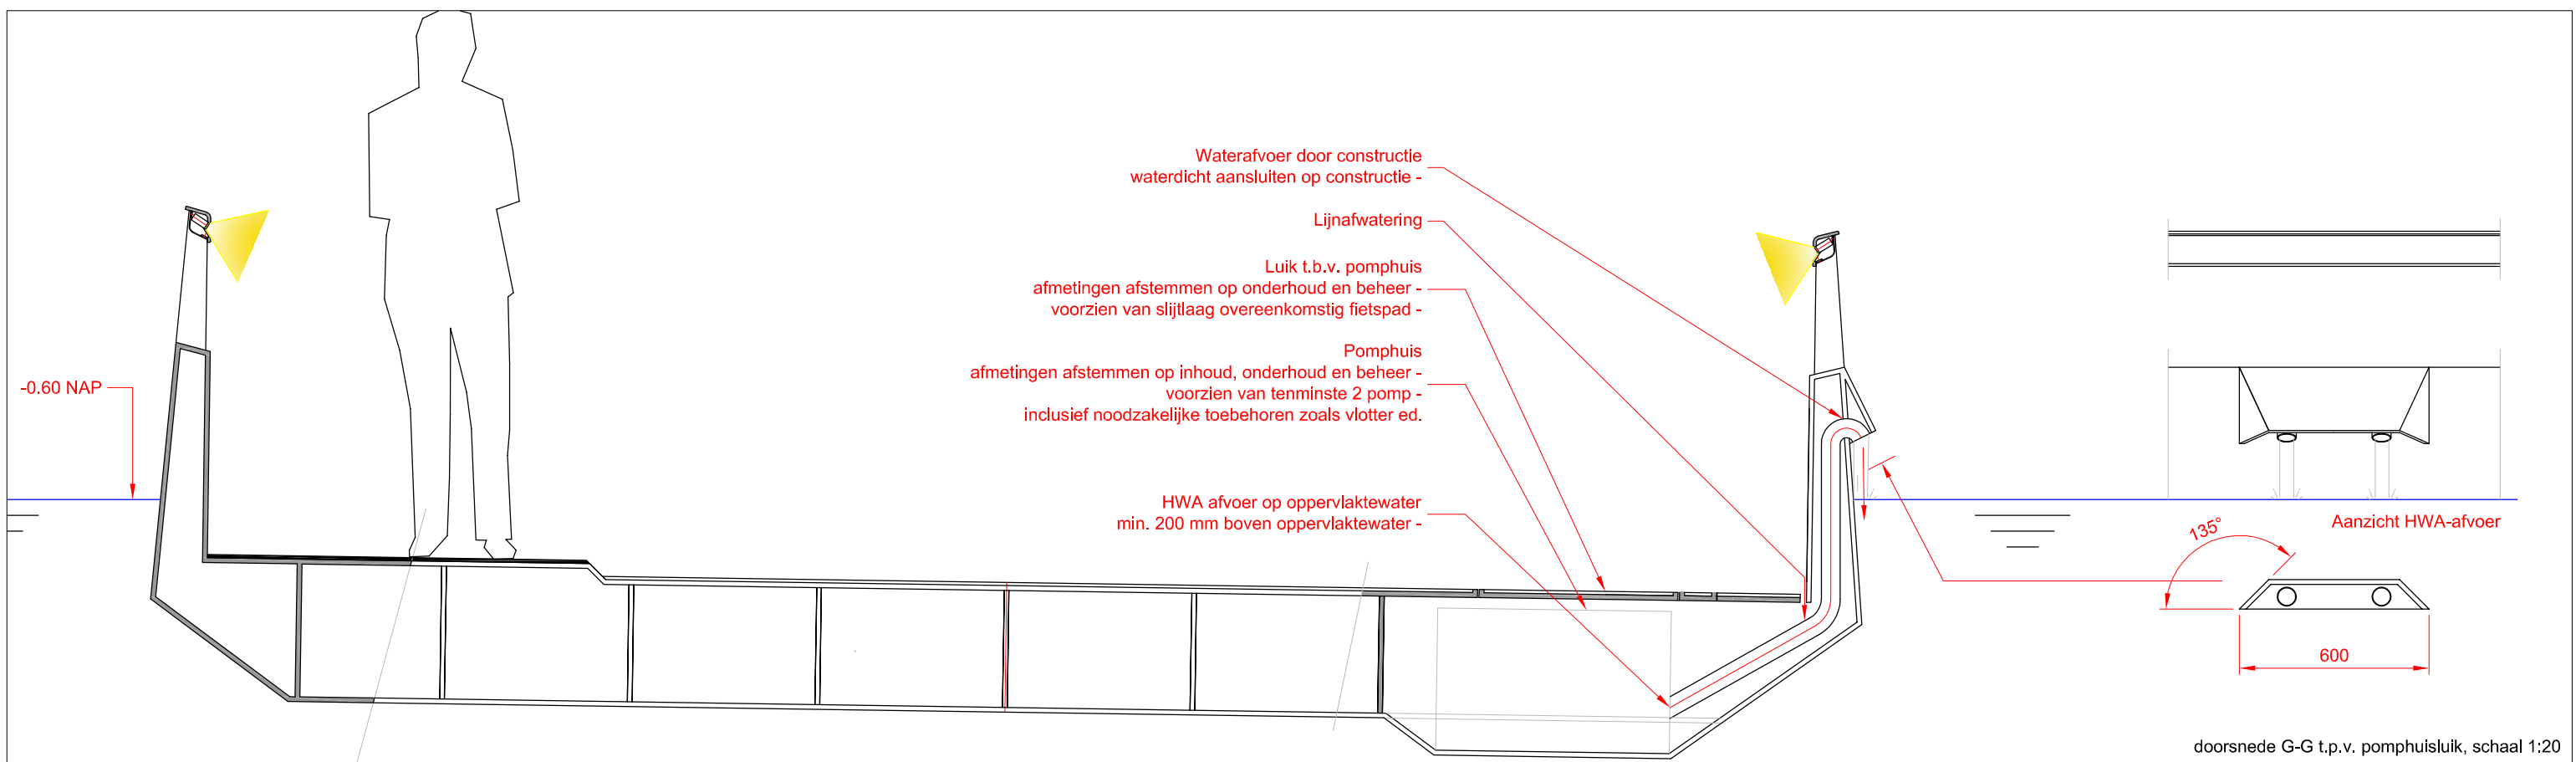 Waterafvoer door constructie
waterdicht aansluiten op constructie -
Lijnafwatering
Luik t.b.v. pomphuis
afmetingen afstemmen op onderhoud en beheer -
voorzien van slijtlaag overeenkomstig fietspad -
Pomphuis
afmetingen afstemmen op inhoud, onderhoud en beheer -
voorzien van tenminste 2 pomp -
inclusief noodzakelijke toebehoren zoals vlotter ed.
-0.60 NAP
HWA afvoer op oppervlaktewater
min. 200 mm boven oppervlaktewater -
Aanzicht HWA-afvoer
135°
600
doorsnede G-G t.p.v. pomphuisluik, schaal 1:20